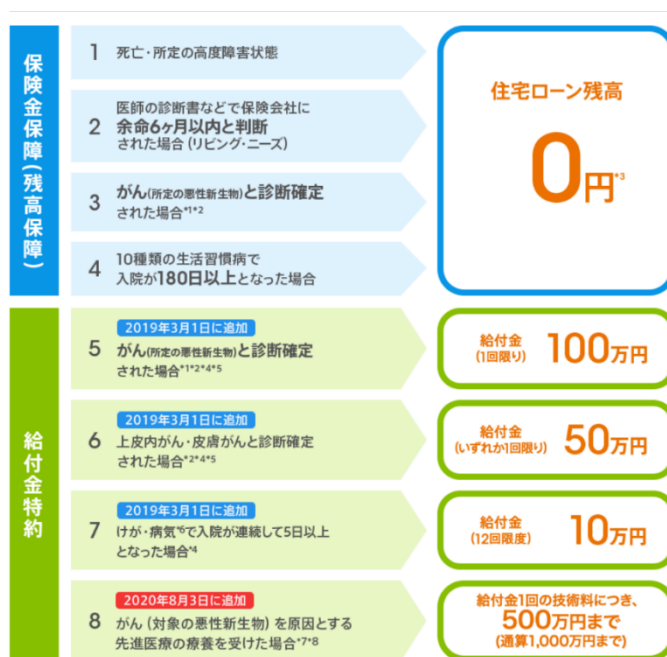 保険金保障(残高保障)
1 死亡・所定の高度障害状態
2 医師の診断書などで保険会社に
余命6ヶ月以内と判断
された場合(リビング・ニーズ)
3 がん(所定の悪性新生物)と診断確定
された場合*1*2
4 10種類の生活習慣病で
入院が180日以上となった場合
住宅ローン残高
0円*3
給付金特約
2019年3月1日に追加
5 がん(所定の悪性新生物)と診断確定
された場合*1*2*4*5
給付金
(1回限り)
100万円
2019年3月1日に追加
6 上皮内がん・皮膚がんと診断確定
された場合*2*4*5
給付金
(いずれか1回限り)
50万円
2019年3月1日に追加
7 けが・病気*6で入院が連続して5日以上
となった場合*4
給付金
(12回限度)
10万円
2020年8月3日に追加
8 がん(対象の悪性新生物)を原因とする
先進医療の療養を受けた場合*7*8
給付金1回の技術料につき、
500万円まで
(通算1,000万円まで)